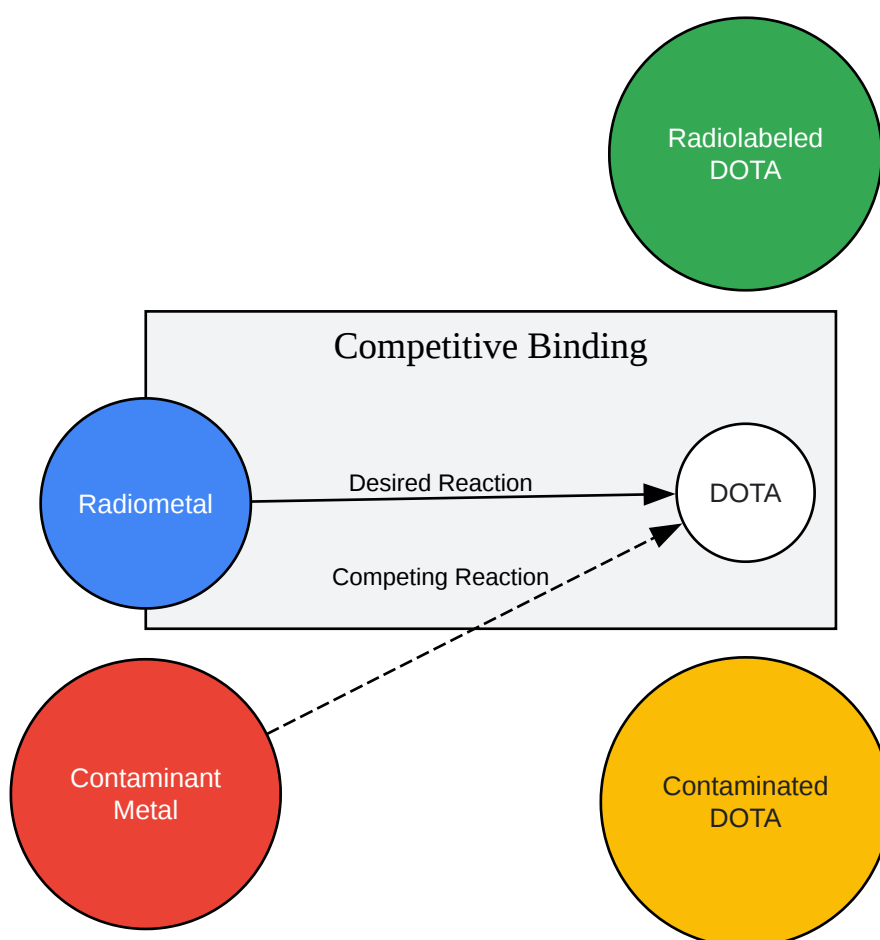 Radiolabeled
DOTA
Competitive Binding
Desired Reaction
Radiometal
DOTA
Competing Reaction
Contaminant
Metal
Contaminated
DOTA